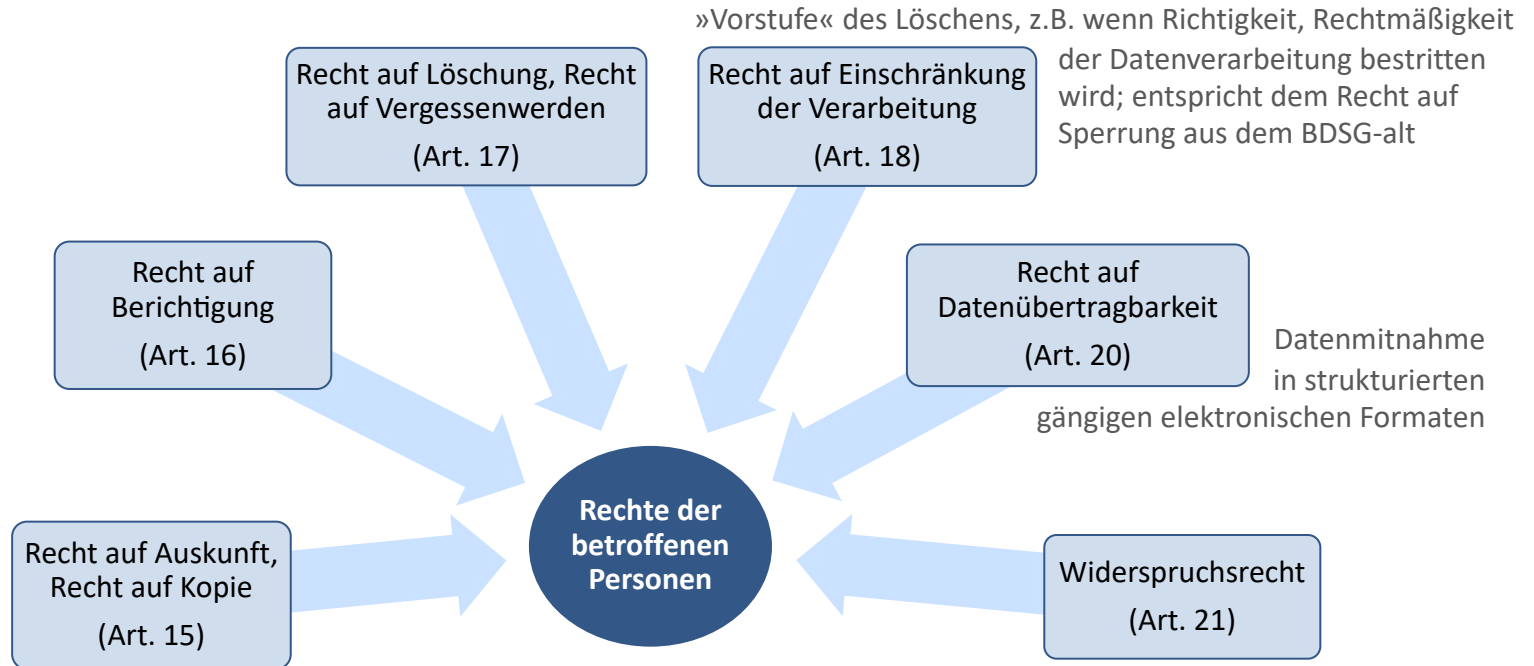 »Vorstufe« des Löschens, z.B. wenn Richtigkeit, Rechtmäßigkeit
der Datenverarbeitung bestritten
wird; entspricht dem Recht auf
Sperrung aus dem BDSG-alt
Recht auf Löschung, Recht
auf Vergessenwerden
(Art. 17)
Recht auf Einschränkung
der Verarbeitung
(Art. 18)
Recht auf
Berichtigung
(Art. 16)
Recht auf
Datenübertragbarkeit
(Art. 20)
Datenmitnahme
in strukturierten
gängigen elektronischen Formaten
Rechte der
betroffenen
Personen
Recht auf Auskunft,
Recht auf Kopie
(Art. 15)
Widerspruchsrecht
(Art. 21)